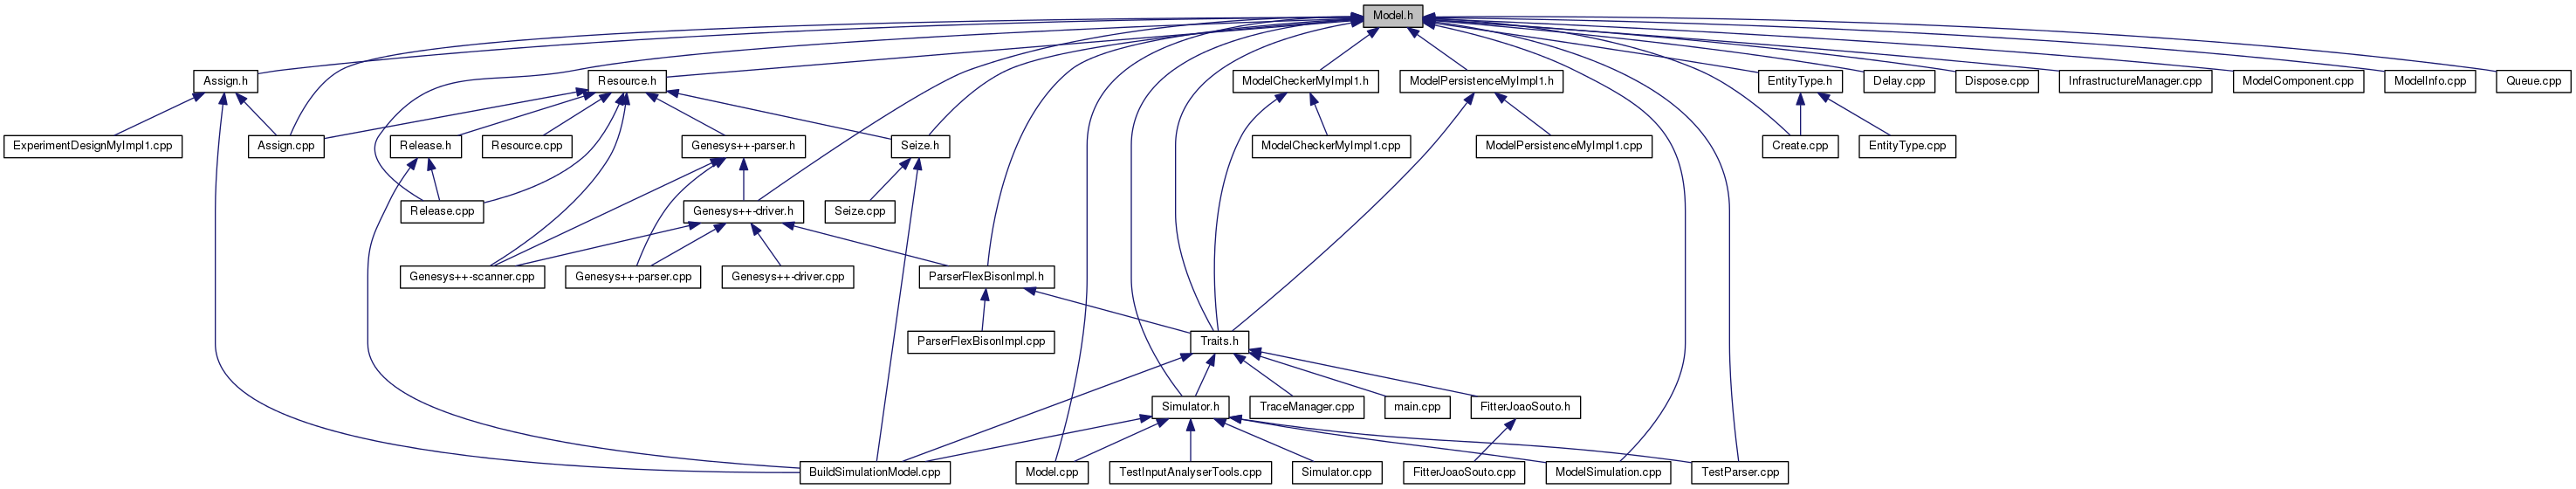 Model.h
Assign.h
Resource.h
ModelCheckerMyImpl1.h
ModelPersistenceMyImpl1.h
EntityType.h
Delay.cpp
Dispose.cpp
InfrastructureManager.cpp
ModelComponent.cpp
ModelInfo.cpp
Queue.cpp
ExperimentDesignMyImpl1.cpp
Assign.cpp
Release.h
Resource.cpp
Genesys++-parser.h
Seize.h
ModelCheckerMyImpl1.cpp
ModelPersistenceMyImpl1.cpp
Create.cpp
EntityType.cpp
Release.cpp
Genesys++-driver.h
Seize.cpp
Genesys++-scanner.cpp
Genesys++-parser.cpp
Genesys++-driver.cpp
ParserFlexBisonImpl.h
ParserFlexBisonImpl.cpp
Traits.h
Simulator.h
TraceManager.cpp
main.cpp
FitterJoaoSouto.h
BuildSimulationModel.cpp
Model.cpp
TestInputAnalyserTools.cpp
Simulator.cpp
FitterJoaoSouto.cpp
ModelSimulation.cpp
TestParser.cpp